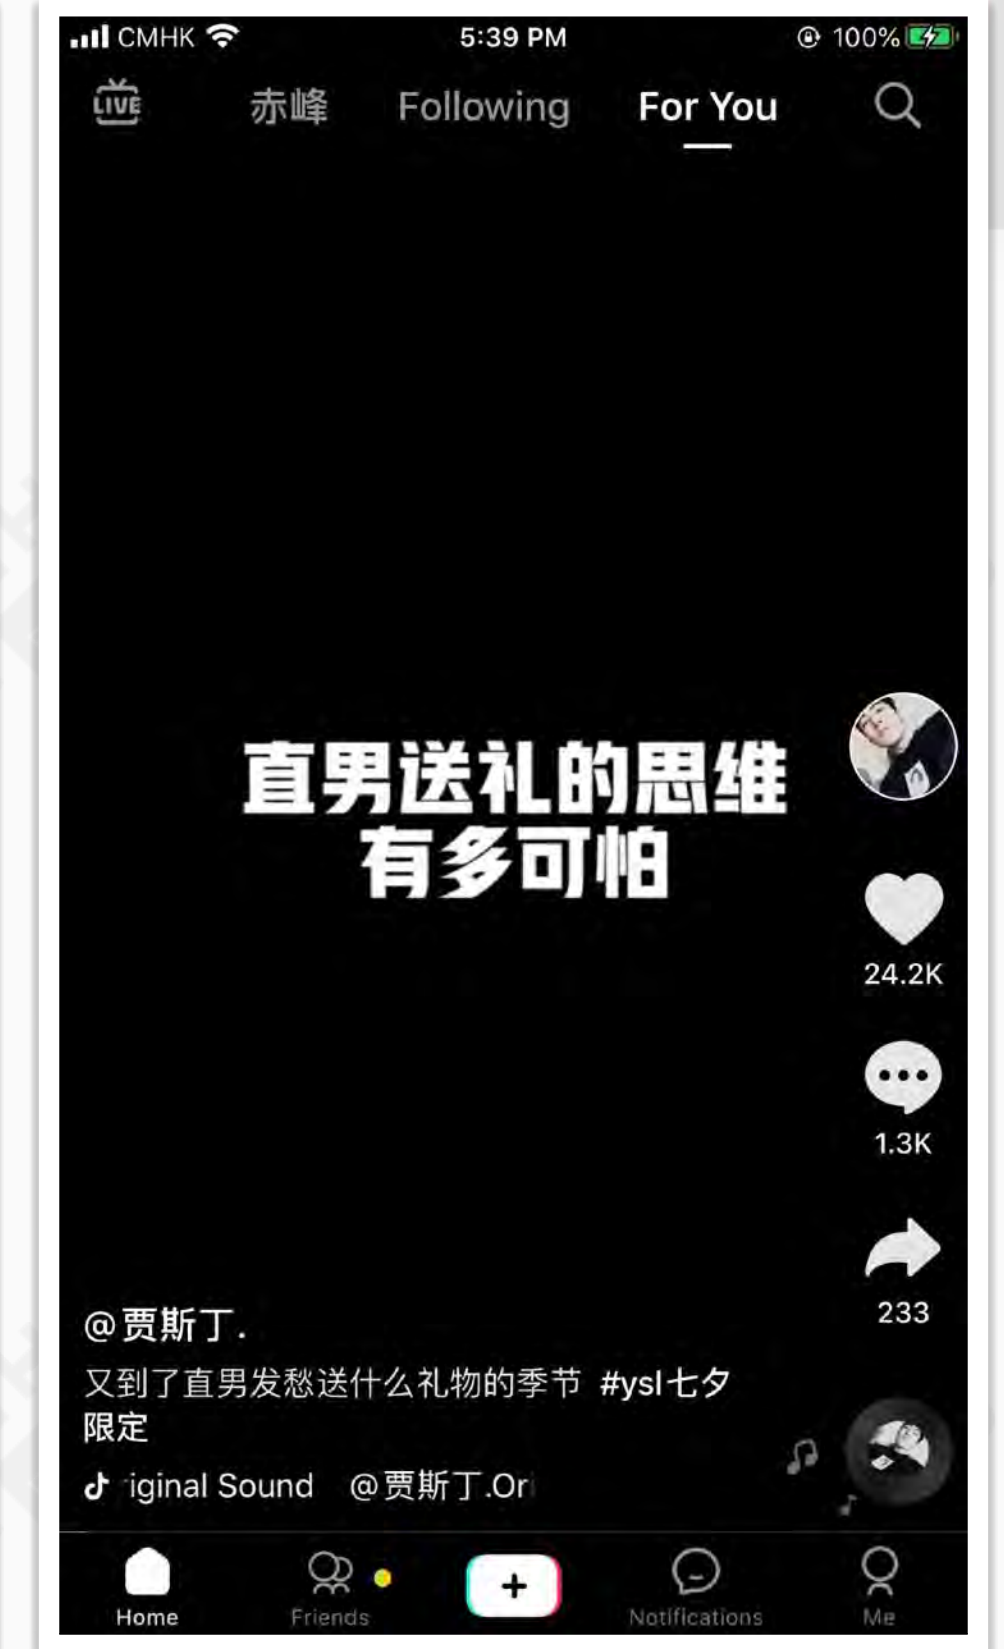 CMHK 5:39 PM 100%
LIVE 赤峰 Following For You
直男送礼的思维
有多可怕
24.2K
1.3K
233
@贾斯丁.
又到了直男发愁送什么礼物的季节 #ysl七夕
限定
iginal Sound @贾斯丁.Ori
Home Friends Notifications Me